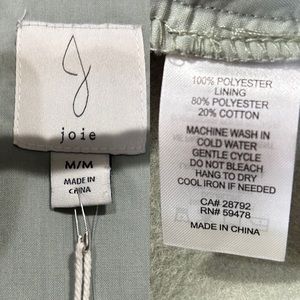 joie
M/M
MADE IN
CHINA
100% POLYESTER
LINING
80% POLYESTER
20% COTTON
MACHINE WASH IN
COLD WATER
GENTLE CYCLE
DO NOT BLEACH
HANG TO DRY
COOL IRON IF NEEDED
CA# 28792
RN# 59478
MADE IN CHINA